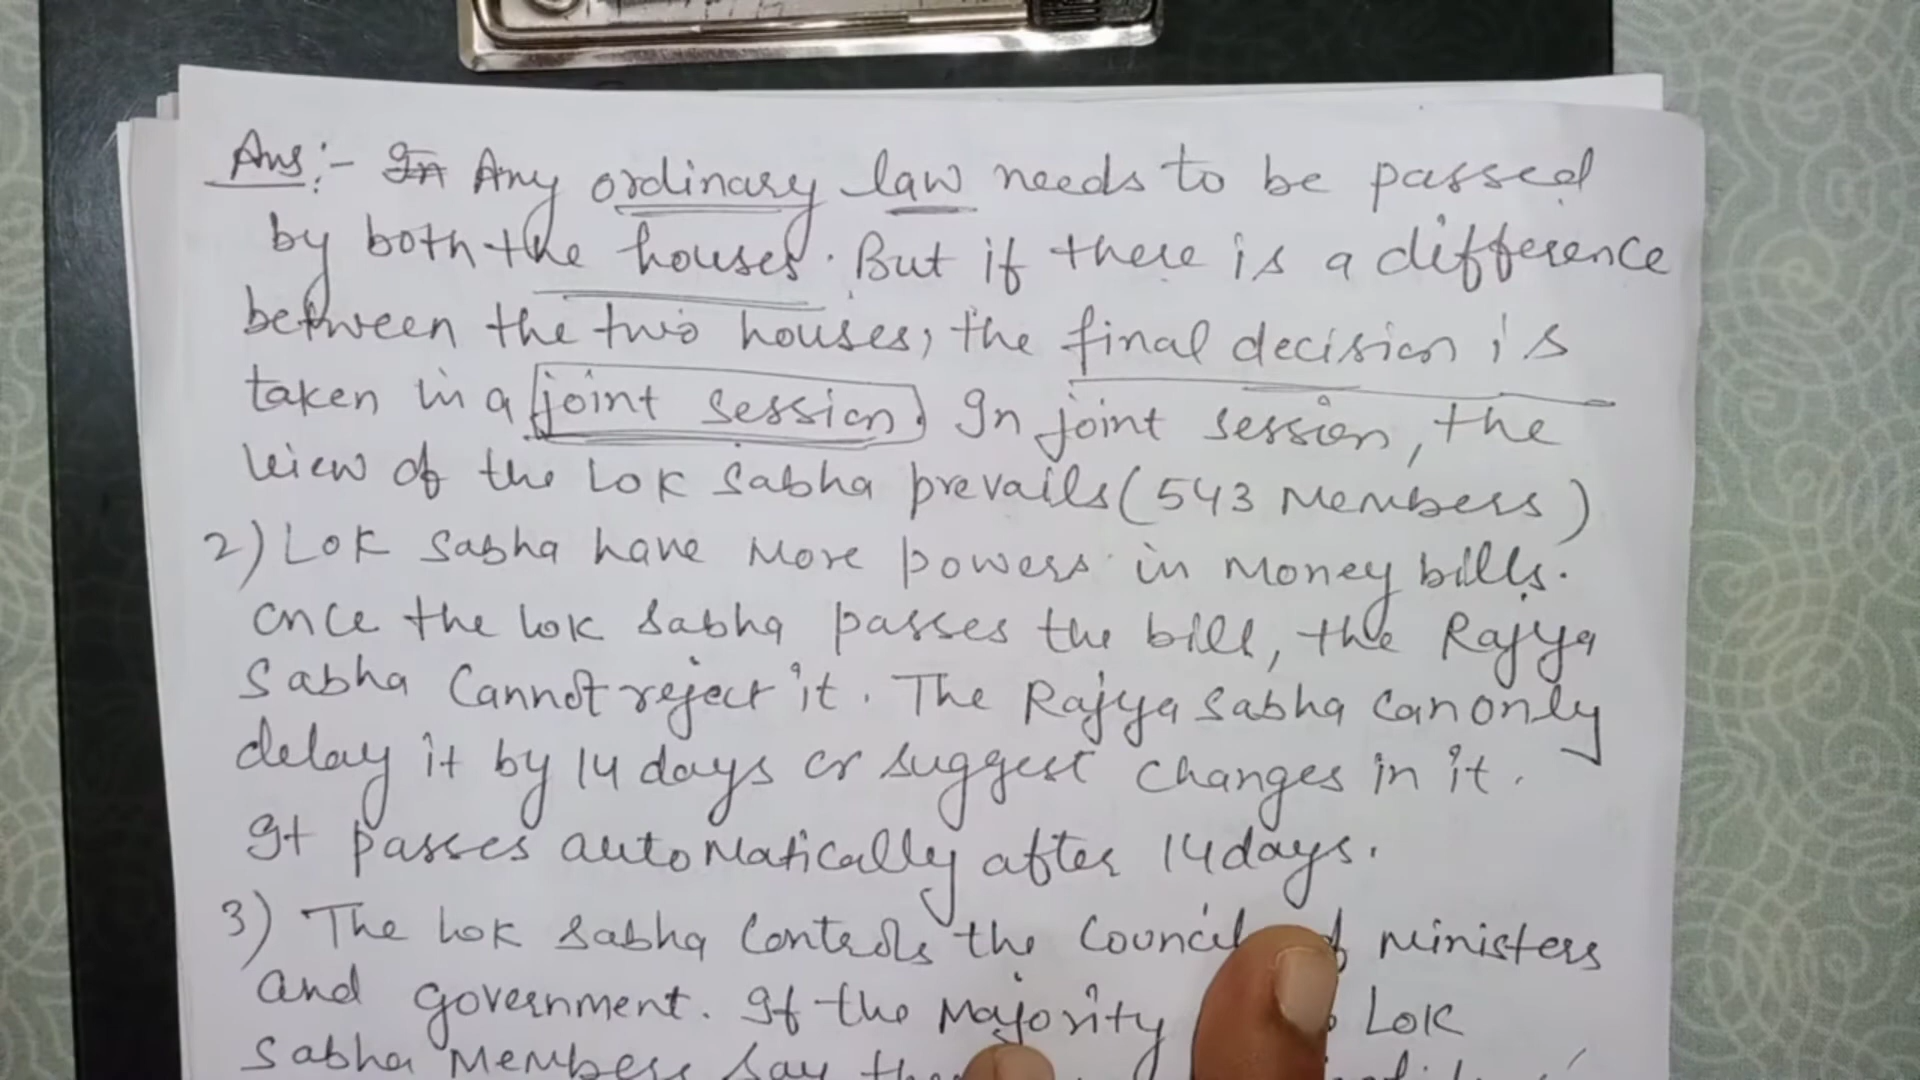 Ans:- In Any ordinary law needs to be passed
by both the houses. But if there is a difference
between the two houses, the final decision is
taken in a joint session. In joint session, the
view of the Lok Sabha prevails (543 Members)
2) Lok Sabha have More powers in Money bills.
once the Lok Sabha passes the bill, the Rajya
Sabha Cannot reject it. The Rajya Sabha can only
delay it by 14 days or suggest changes in it.
It passes automatically after 14 days.
3) The Lok Sabha Controls the Council of Ministers
and government. If the Majority Lok
Sabha Members say